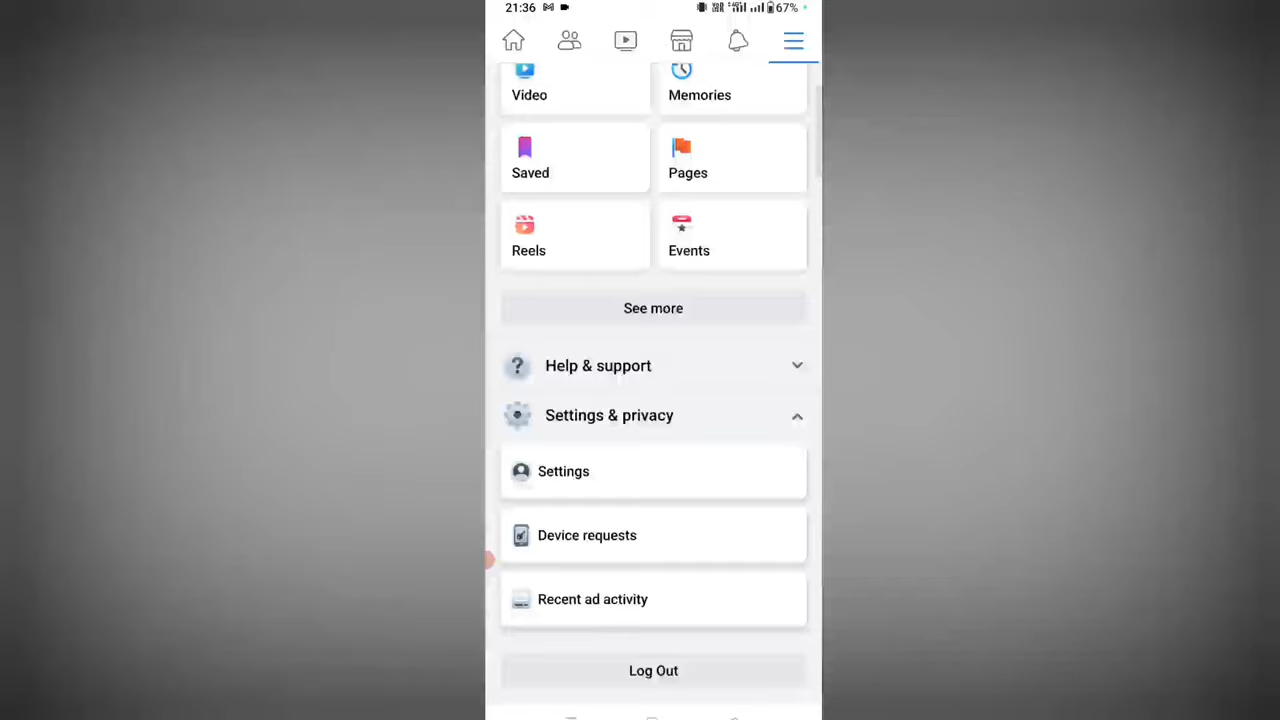 21:36 67%
Video Memories
Saved Pages
Reels Events
See more
Help & support
Settings & privacy
Settings
Device requests
Recent ad activity
Log Out